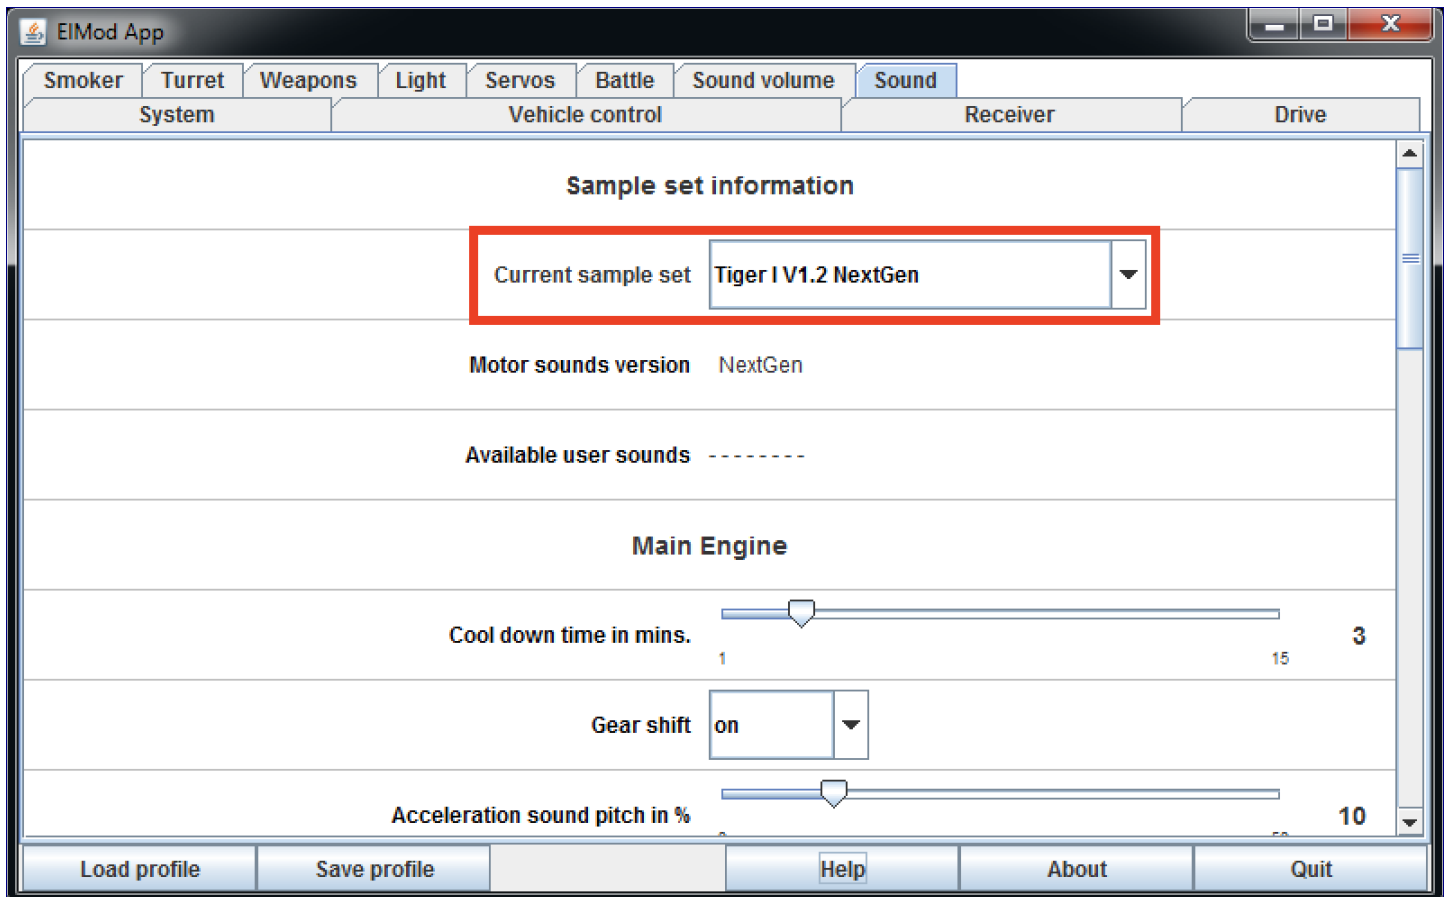 ElMod App
Smoker Turret Weapons Light Servos Battle Sound volume Sound
System Vehicle control Receiver Drive
Sample set information
Current sample set Tiger I V1.2 NextGen
Motor sounds version NextGen
Available user sounds --------
Main Engine
Cool down time in mins. 3
1 15
Gear shift on
Acceleration sound pitch in % 10
Load profile Save profile Help About Quit